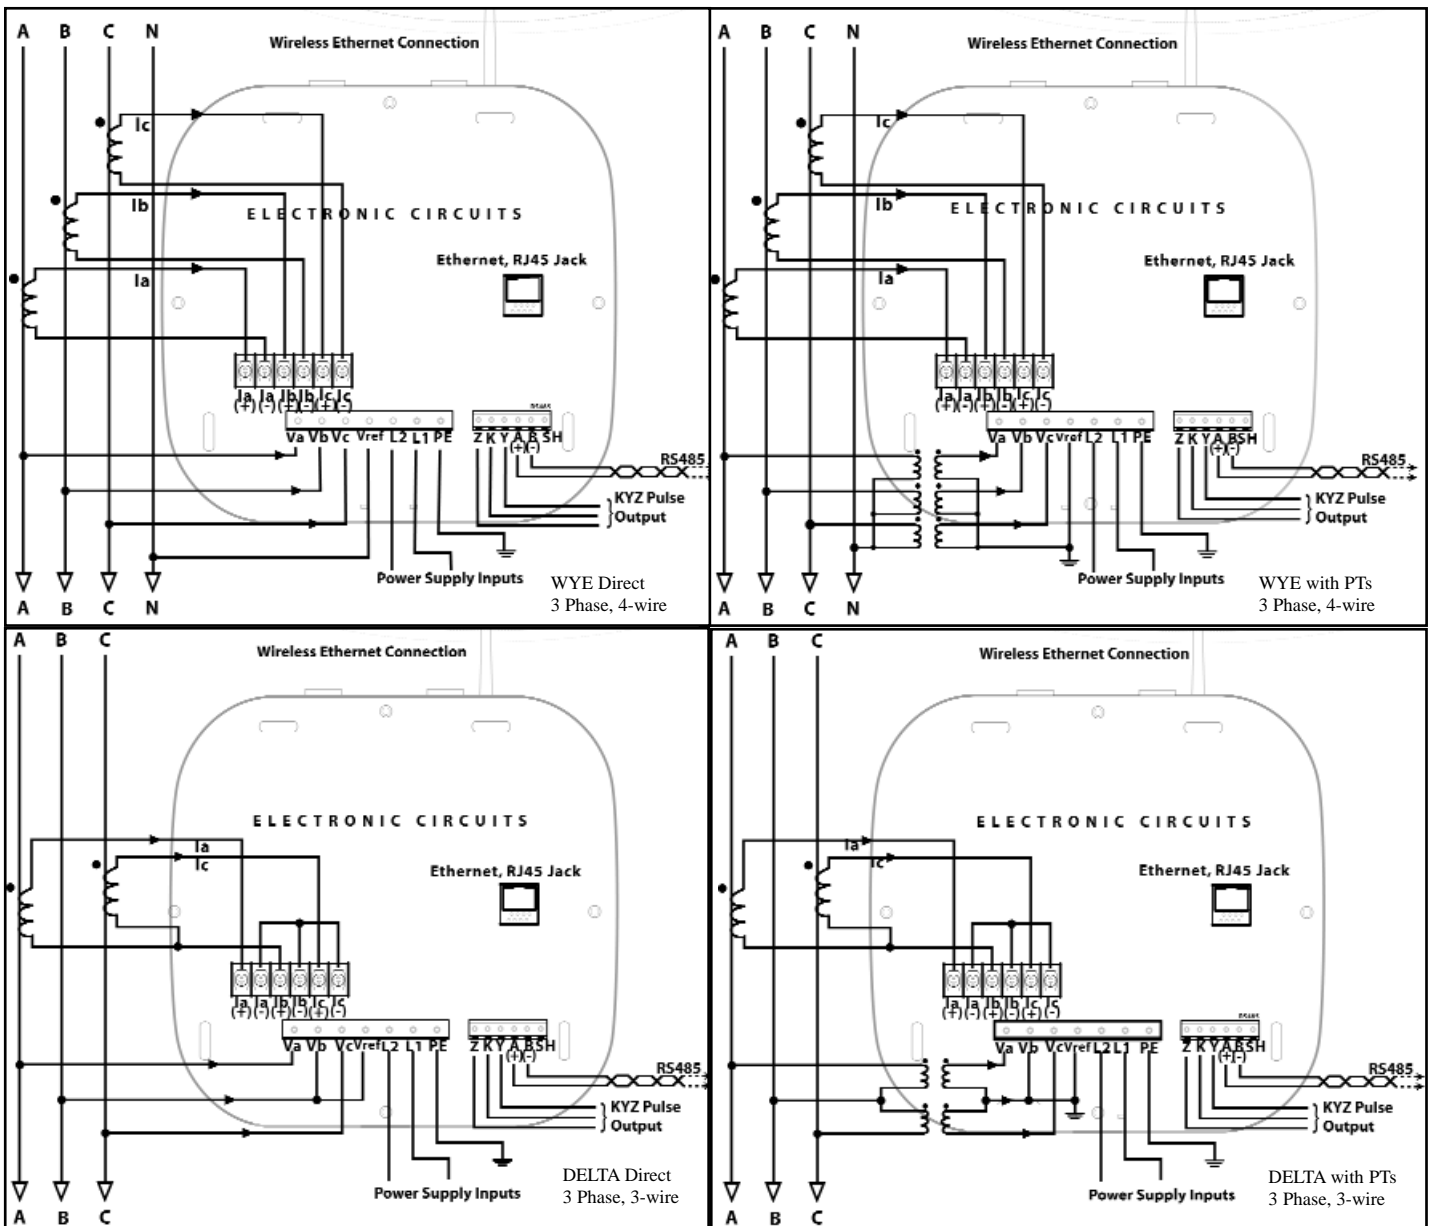 A B C N
Wireless Ethernet Connection
Ic
Ib
ELECTRONIC CIRCUITS
Ethernet, RJ45 Jack
Ia
Ia Ia Ib Ib Ic Ic
(+) (-) (+) (-) (+) (-)
RS485
Va Vb Vc Vref L2 L1 PE
Z K Y A B SH
(+) (-)
RS485
KYZ Pulse
Output
Power Supply Inputs
WYE Direct
3 Phase, 4-wire
A B C N
A B C N
Wireless Ethernet Connection
Ic
Ib
ELECTRONIC CIRCUITS
Ethernet, RJ45 Jack
Ia
Ia Ia Ib Ib Ic Ic
(+) (-) (+) (-) (+) (-)
Va Vb Vc Vref L2 L1 PE
Z K Y A B SH
(+) (-)
RS485
KYZ Pulse
Output
Power Supply Inputs
WYE with PTs
3 Phase, 4-wire
A B C N
A B C
Wireless Ethernet Connection
ELECTRONIC CIRCUITS
Ia
Ic
Ethernet, RJ45 Jack
Ia Ia Ib Ib Ic Ic
(+) (-) (+) (-) (+) (-)
Va Vb Vc Vref L2 L1 PE
Z K Y A B SH
(+) (-)
RS485
KYZ Pulse
Output
Power Supply Inputs
DELTA Direct
3 Phase, 3-wire
A B C
A B C
Wireless Ethernet Connection
ELECTRONIC CIRCUITS
Ia
Ic
Ethernet, RJ45 Jack
Ia Ia Ib Ib Ic Ic
(+) (-) (+) (-) (+) (-)
RS485
Va Vb Vc Vref L2 L1 PE
Z K Y A B SH
(+) (-)
RS485
KYZ Pulse
Output
Power Supply Inputs
DELTA with PTs
3 Phase, 3-wire
A B C